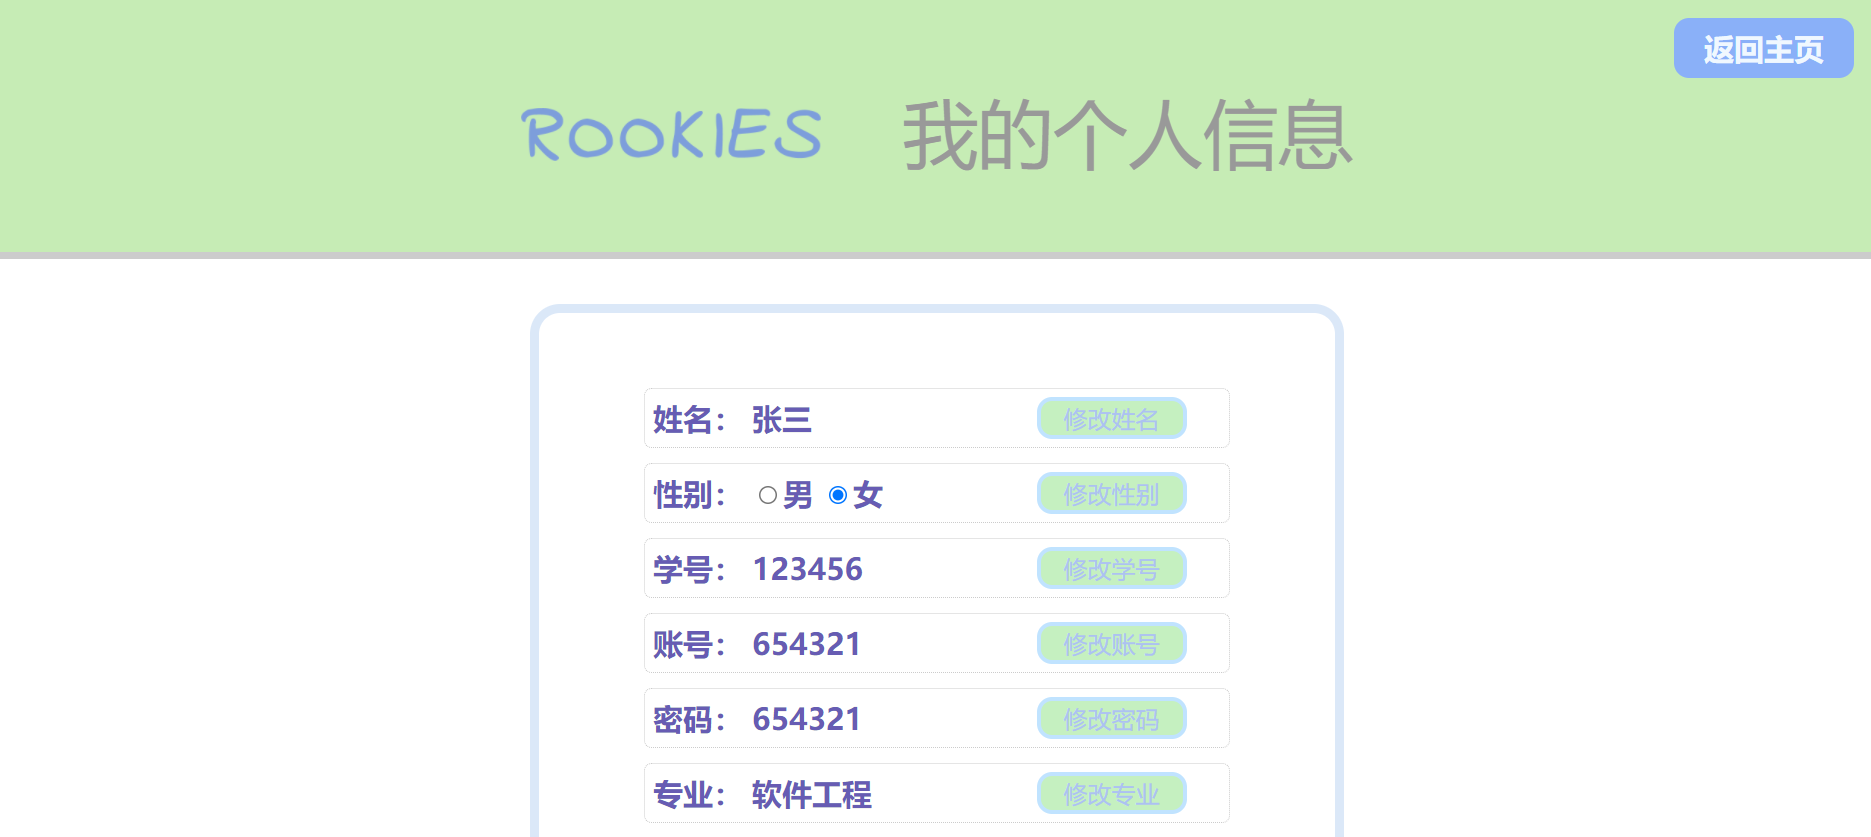 返回主页
ROOKIES 我的个人信息
姓名： 张三 修改姓名
性别： 男 女 修改性别
学号： 123456 修改学号
账号： 654321 修改账号
密码： 654321 修改密码
专业： 软件工程 修改专业